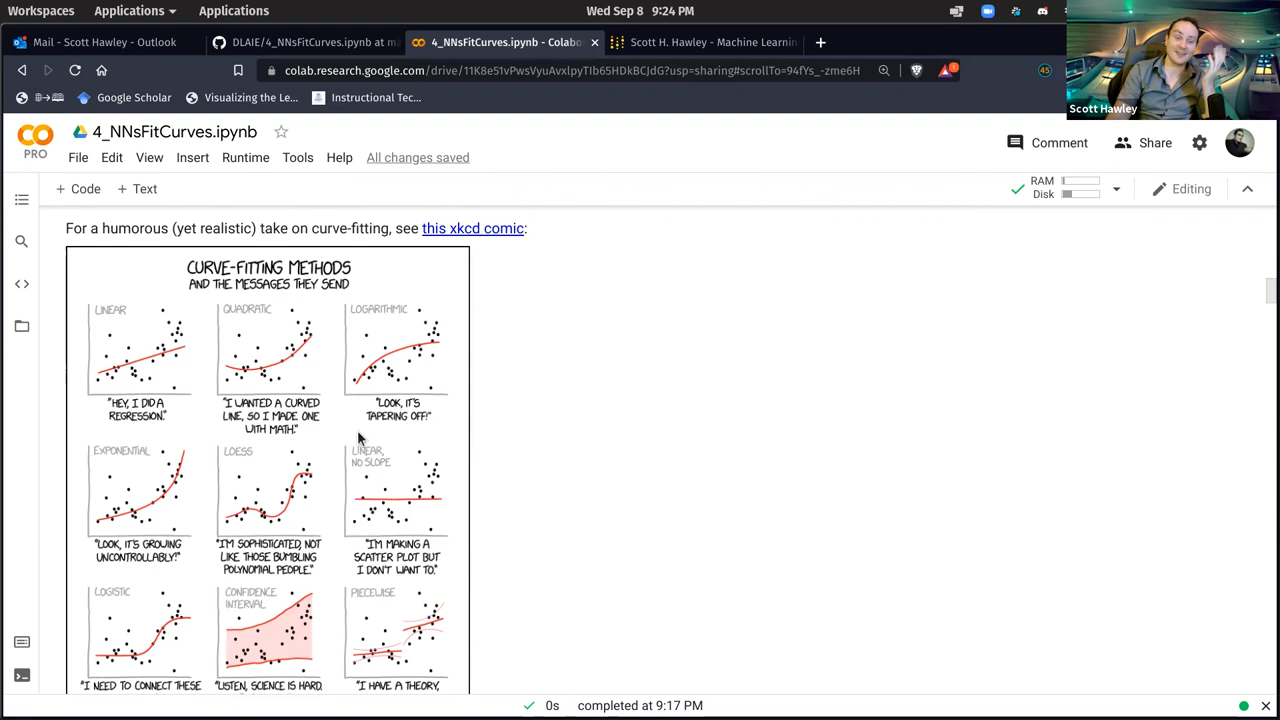 Workspaces Applications Applications Wed Sep 8 9:24 PM
Mail - Scott Hawley - Outlook DLAIE/4_NNsFitCurves.ipynb at ma 4_NNsFitCurves.ipynb - Colabo Scott H. Hawley - Machine Learnin
colab.research.google.com/drive/11K8e51vPwsVyuAvxlpyTIb65HDkBCJdG?usp=sharing#scrollTo=94fYs_-zme6H 1 45
Google Scholar Visualizing the Le... Instructional Tec...
Scott Hawley
CO 4_NNsFitCurves.ipynb
PRO
File Edit View Insert Runtime Tools Help All changes saved
Comment Share
+ Code + Text
RAM
Disk
Editing
For a humorous (yet realistic) take on curve-fitting, see this xkcd comic:
CURVE-FITTING METHODS
AND THE MESSAGES THEY SEND
LINEAR
"HEY, I DID A
REGRESSION."
QUADRATIC
"I WANTED A CURVED
LINE, SO I MADE ONE
WITH MATH."
LOGARITHMIC
"LOOK, IT'S
TAPERING OFF!"
EXPONENTIAL
"LOOK, IT'S GROWING
UNCONTROLLABLY!"
LOESS
"I'M SOPHISTICATED, NOT
LIKE THOSE BUMBLING
POLYNOMIAL PEOPLE."
LINEAR,
NO SLOPE
"I'M MAKING A
SCATTER PLOT BUT
I DON'T WANT TO."
LOGISTIC
"I NEED TO CONNECT THESE
CONFIDENCE
INTERVAL
"LISTEN, SCIENCE IS HARD.
PIECEWISE
"I HAVE A THEORY,
0s completed at 9:17 PM